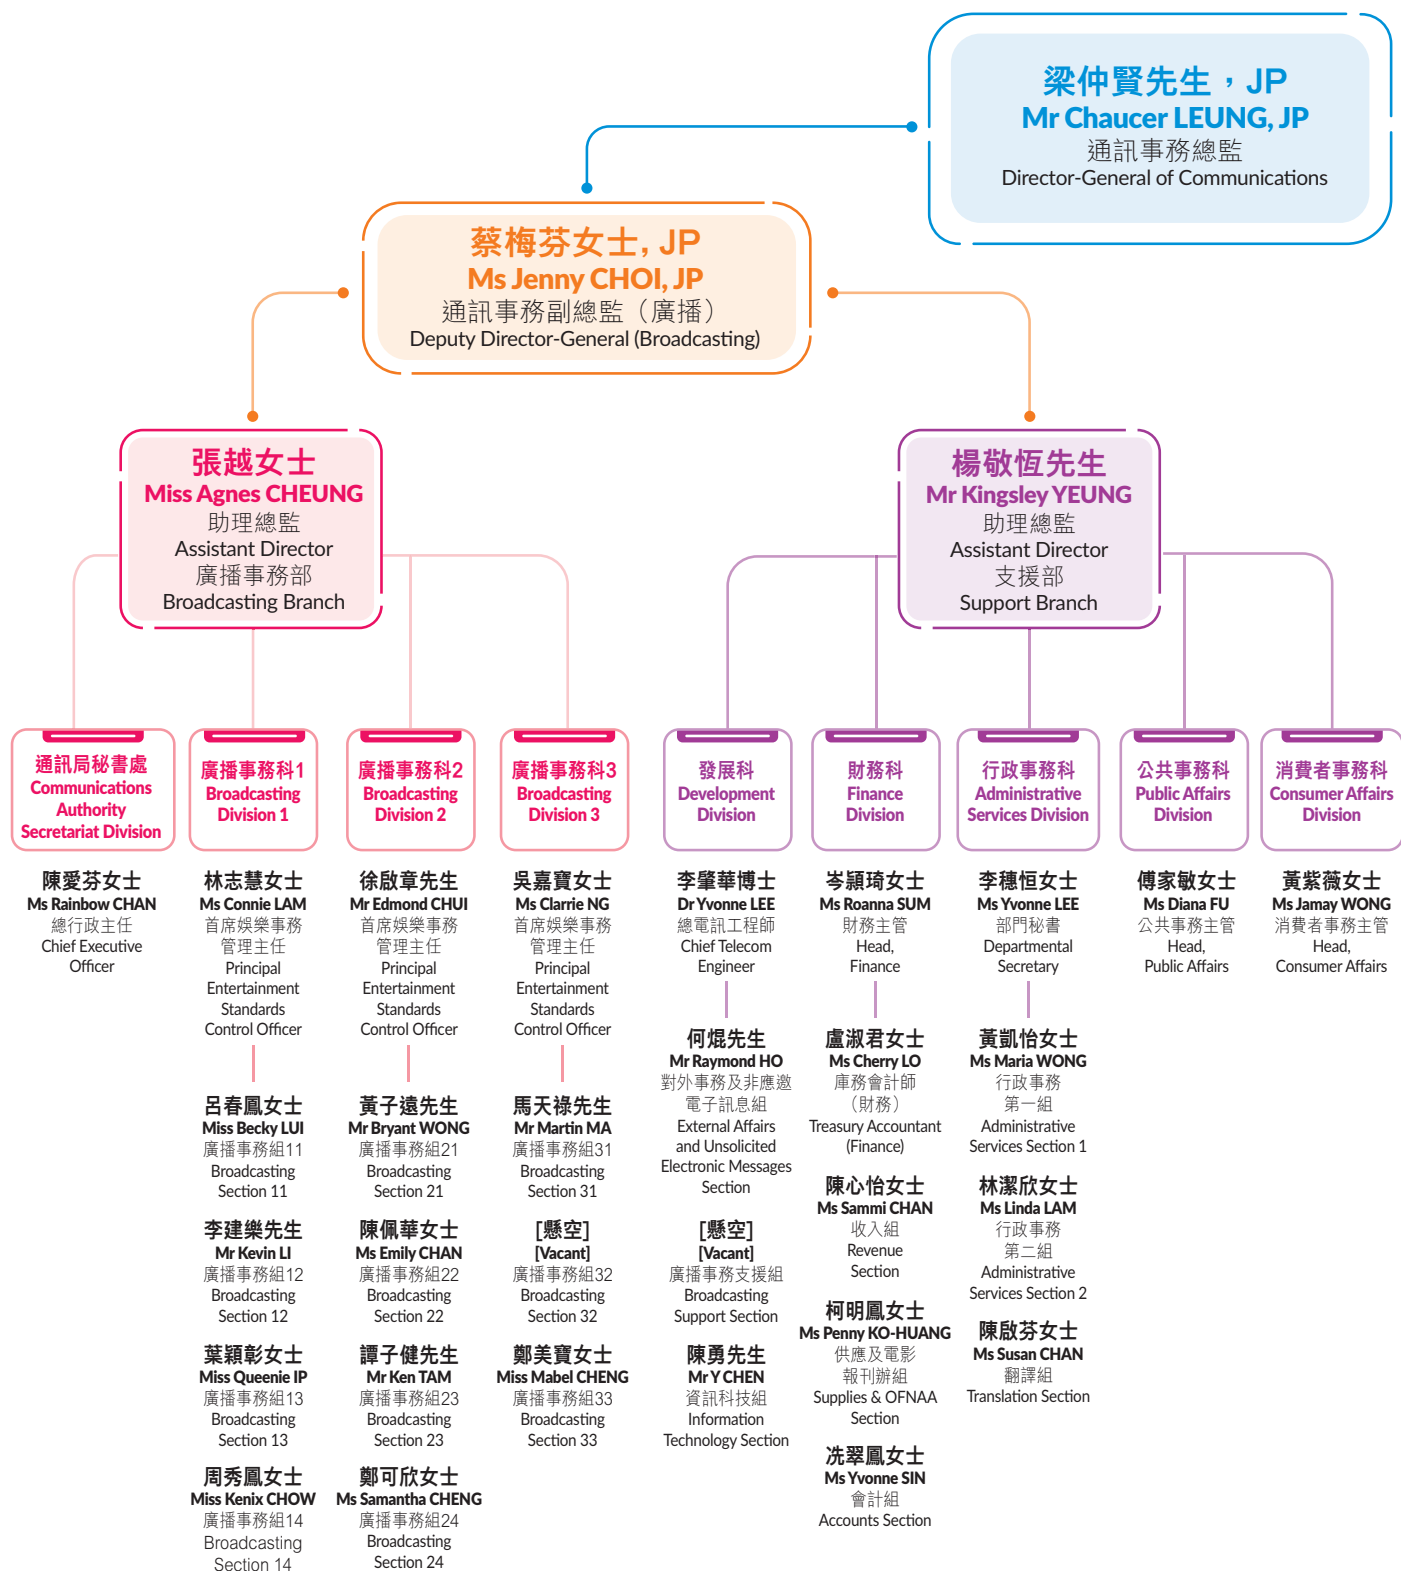 梁仲賢先生，JP
Mr Chaucer LEUNG, JP
通訊事務總監
Director-General of Communications
蔡梅芬女士, JP
Ms Jenny CHOI, JP
通訊事務副總監（廣播）
Deputy Director-General (Broadcasting)
張越女士
Miss Agnes CHEUNG
助理總監
Assistant Director
廣播事務部
Broadcasting Branch
楊敬恆先生
Mr Kingsley YEUNG
助理總監
Assistant Director
支援部
Support Branch
通訊局秘書處
Communications
Authority
Secretariat Division
陳愛芬女士
Ms Rainbow CHAN
總行政主任
Chief Executive
Officer
廣播事務科1
Broadcasting
Division 1
林志慧女士
Ms Connie LAM
首席娛樂事務
管理主任
Principal
Entertainment
Standards
Control Officer
呂春鳳女士
Miss Becky LUI
廣播事務組11
Broadcasting
Section 11
李建樂先生
Mr Kevin LI
廣播事務組12
Broadcasting
Section 12
葉穎彰女士
Miss Queenie IP
廣播事務組13
Broadcasting
Section 13
周秀鳳女士
Miss Kenix CHOW
廣播事務組14
Broadcasting
Section 14
廣播事務科2
Broadcasting
Division 2
徐啟章先生
Mr Edmond CHUI
首席娛樂事務
管理主任
Principal
Entertainment
Standards
Control Officer
黃子遠先生
Mr Bryant WONG
廣播事務組21
Broadcasting
Section 21
陳佩華女士
Ms Emily CHAN
廣播事務組22
Broadcasting
Section 22
譚子健先生
Mr Ken TAM
廣播事務組23
Broadcasting
Section 23
鄭可欣女士
Ms Samantha CHENG
廣播事務組24
Broadcasting
Section 24
廣播事務科3
Broadcasting
Division 3
吳嘉寶女士
Ms Clarrie NG
首席娛樂事務
管理主任
Principal
Entertainment
Standards
Control Officer
馬天祿先生
Mr Martin MA
廣播事務組31
Broadcasting
Section 31
[懸空]
[Vacant]
廣播事務組32
Broadcasting
Section 32
鄭美寶女士
Miss Mabel CHENG
廣播事務組33
Broadcasting
Section 33
發展科
Development
Division
李肇華博士
Dr Yvonne LEE
總電訊工程師
Chief Telecom
Engineer
何焜先生
Mr Raymond HO
對外事務及非應邀
電子訊息組
External Affairs
and Unsolicited
Electronic Messages
Section
[懸空]
[Vacant]
廣播事務支援組
Broadcasting
Support Section
陳勇先生
Mr Y CHEN
資訊科技組
Information
Technology Section
財務科
Finance
Division
岑潁琦女士
Ms Roanna SUM
財務主管
Head,
Finance
盧淑君女士
Ms Cherry LO
庫務會計師
（財務）
Treasury Accountant
(Finance)
陳心怡女士
Ms Sammi CHAN
收入組
Revenue
Section
柯明鳳女士
Ms Penny KO-HUANG
供應及電影
報刊辦組
Supplies & OFNAA
Section
冼翠鳳女士
Ms Yvonne SIN
會計組
Accounts Section
行政事務科
Administrative
Services Division
李穗恒女士
Ms Yvonne LEE
部門秘書
Departmental
Secretary
黃凱怡女士
Ms Maria WONG
行政事務
第一組
Administrative
Services Section 1
林潔欣女士
Ms Linda LAM
行政事務
第二組
Administrative
Services Section 2
陳啟芬女士
Ms Susan CHAN
翻譯組
Translation Section
公共事務科
Public Affairs
Division
傅家敏女士
Ms Diana FU
公共事務主管
Head,
Public Affairs
消費者事務科
Consumer Affairs
Division
黃紫薇女士
Ms Jamay WONG
消費者事務主管
Head,
Consumer Affairs